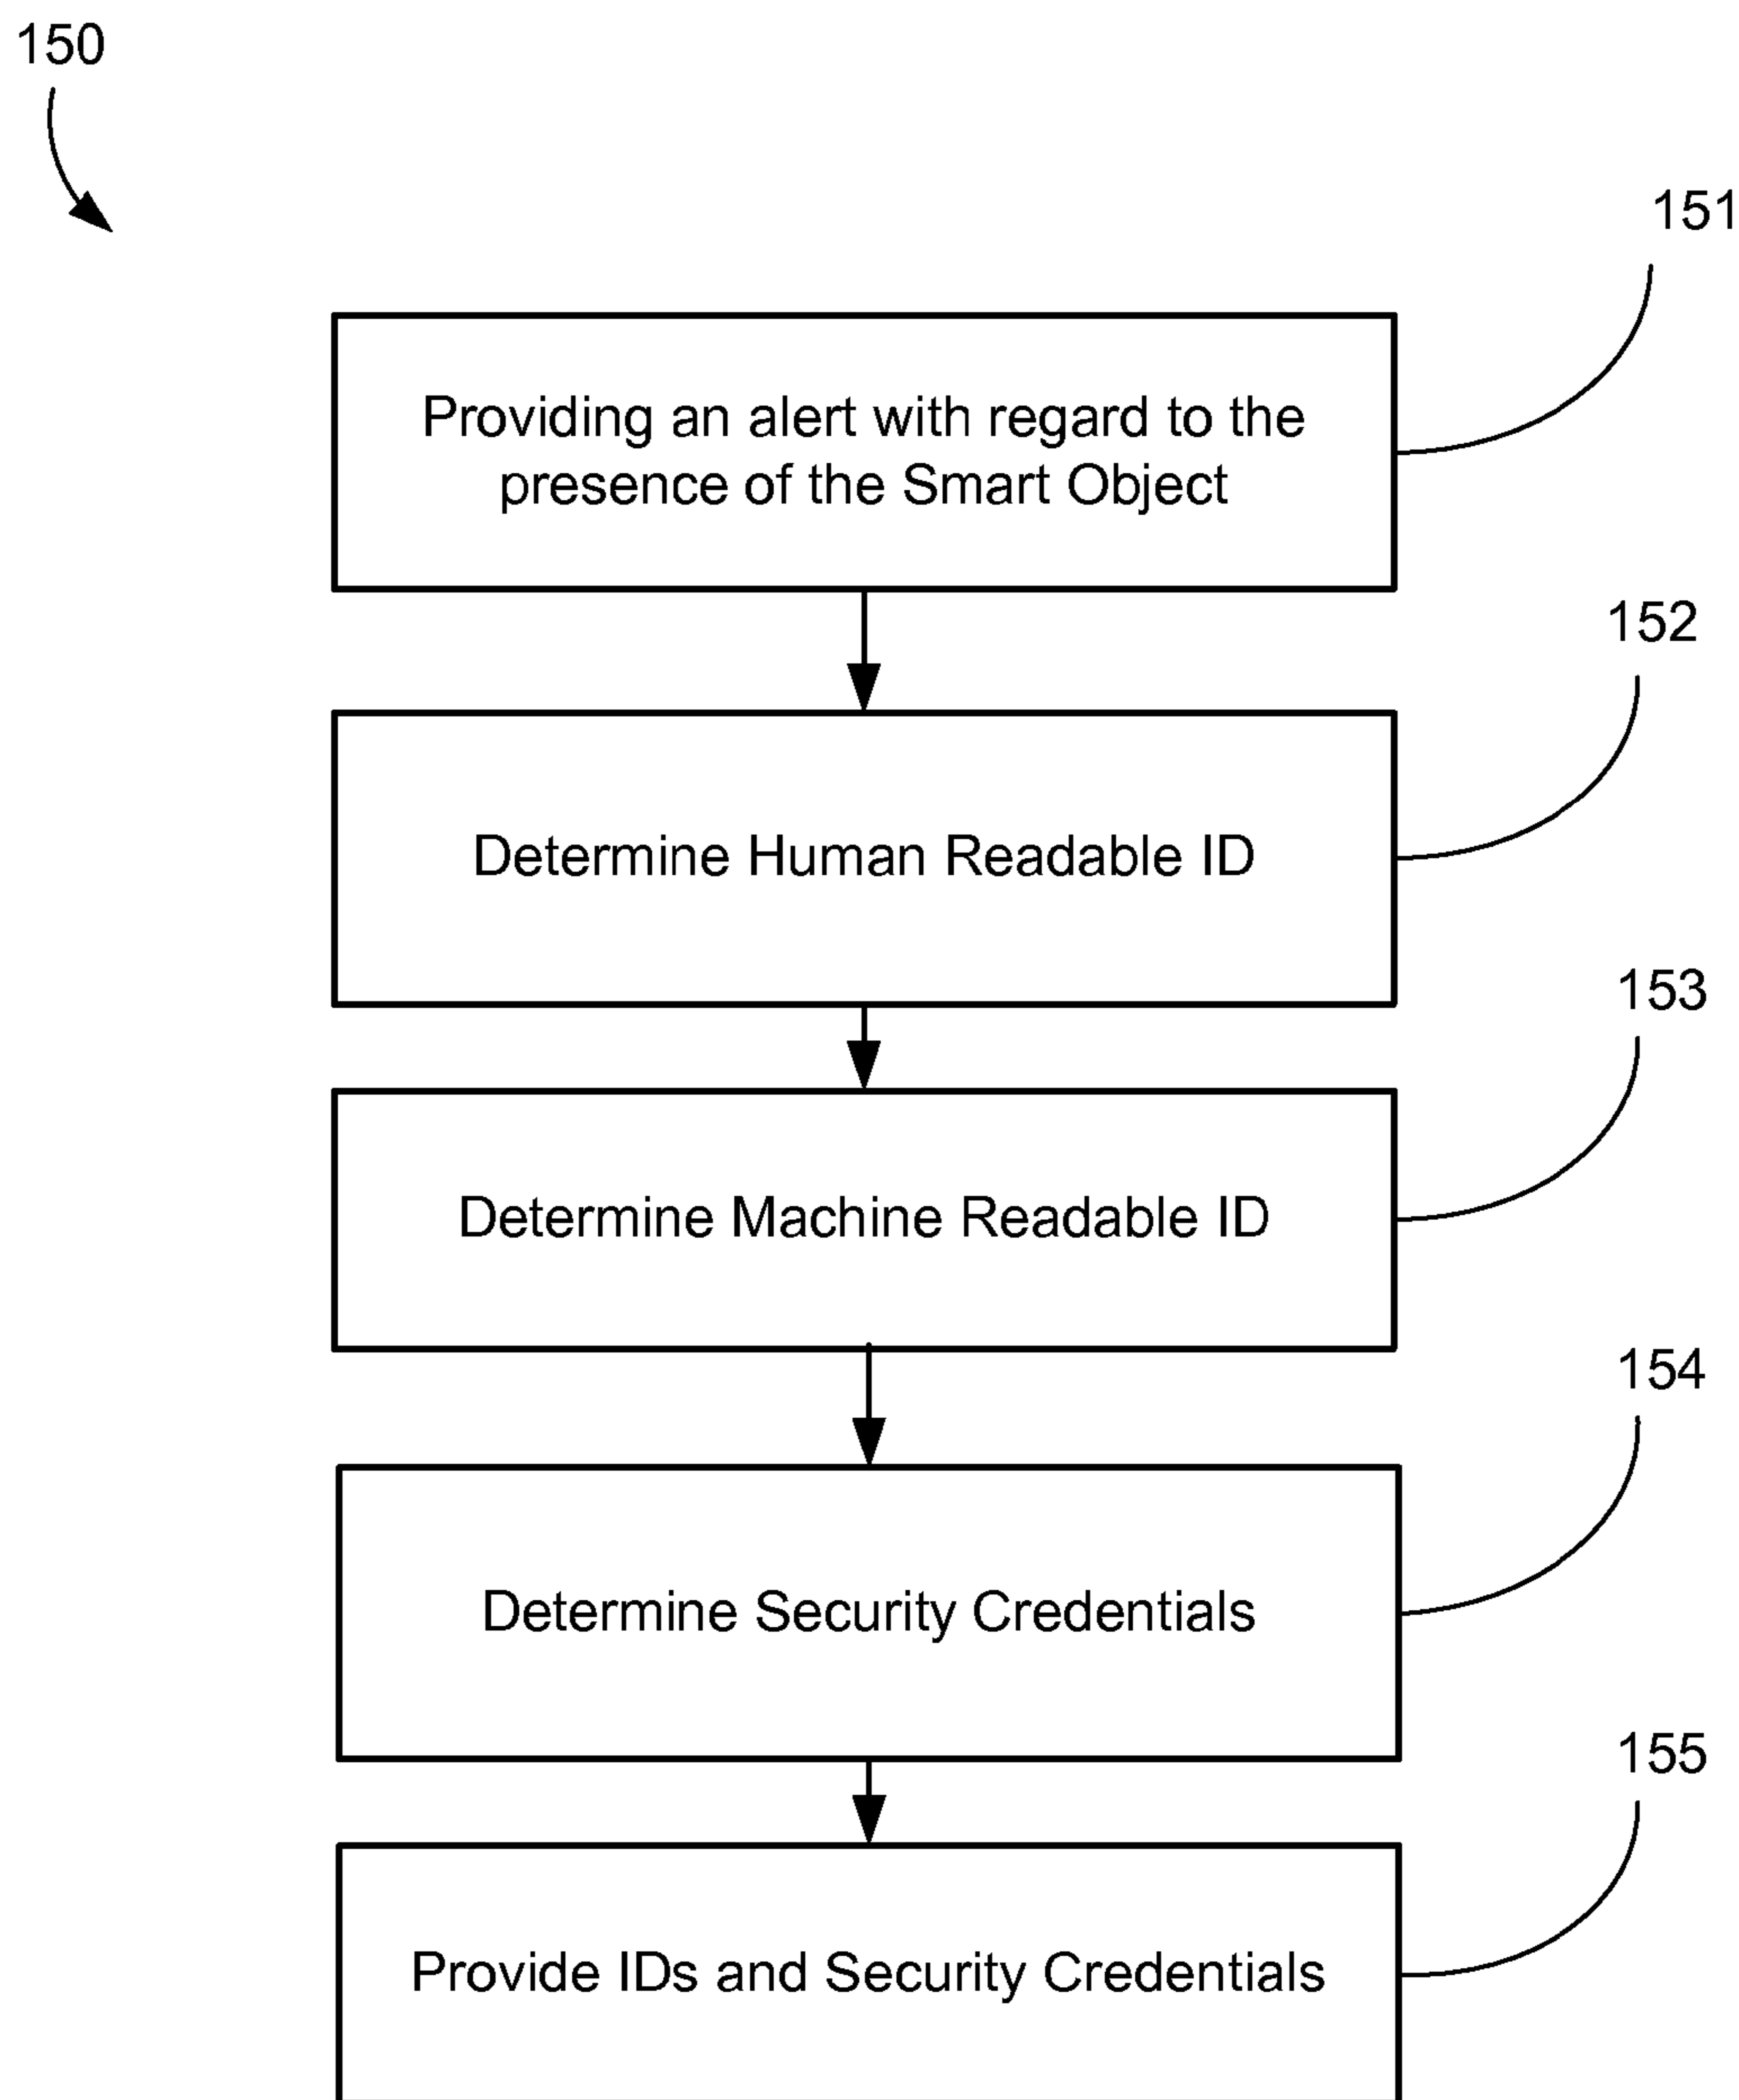 150
151
Providing an alert with regard to the
presence of the Smart Object
152
Determine Human Readable ID
153
Determine Machine Readable ID
154
Determine Security Credentials
155
Provide IDs and Security Credentials